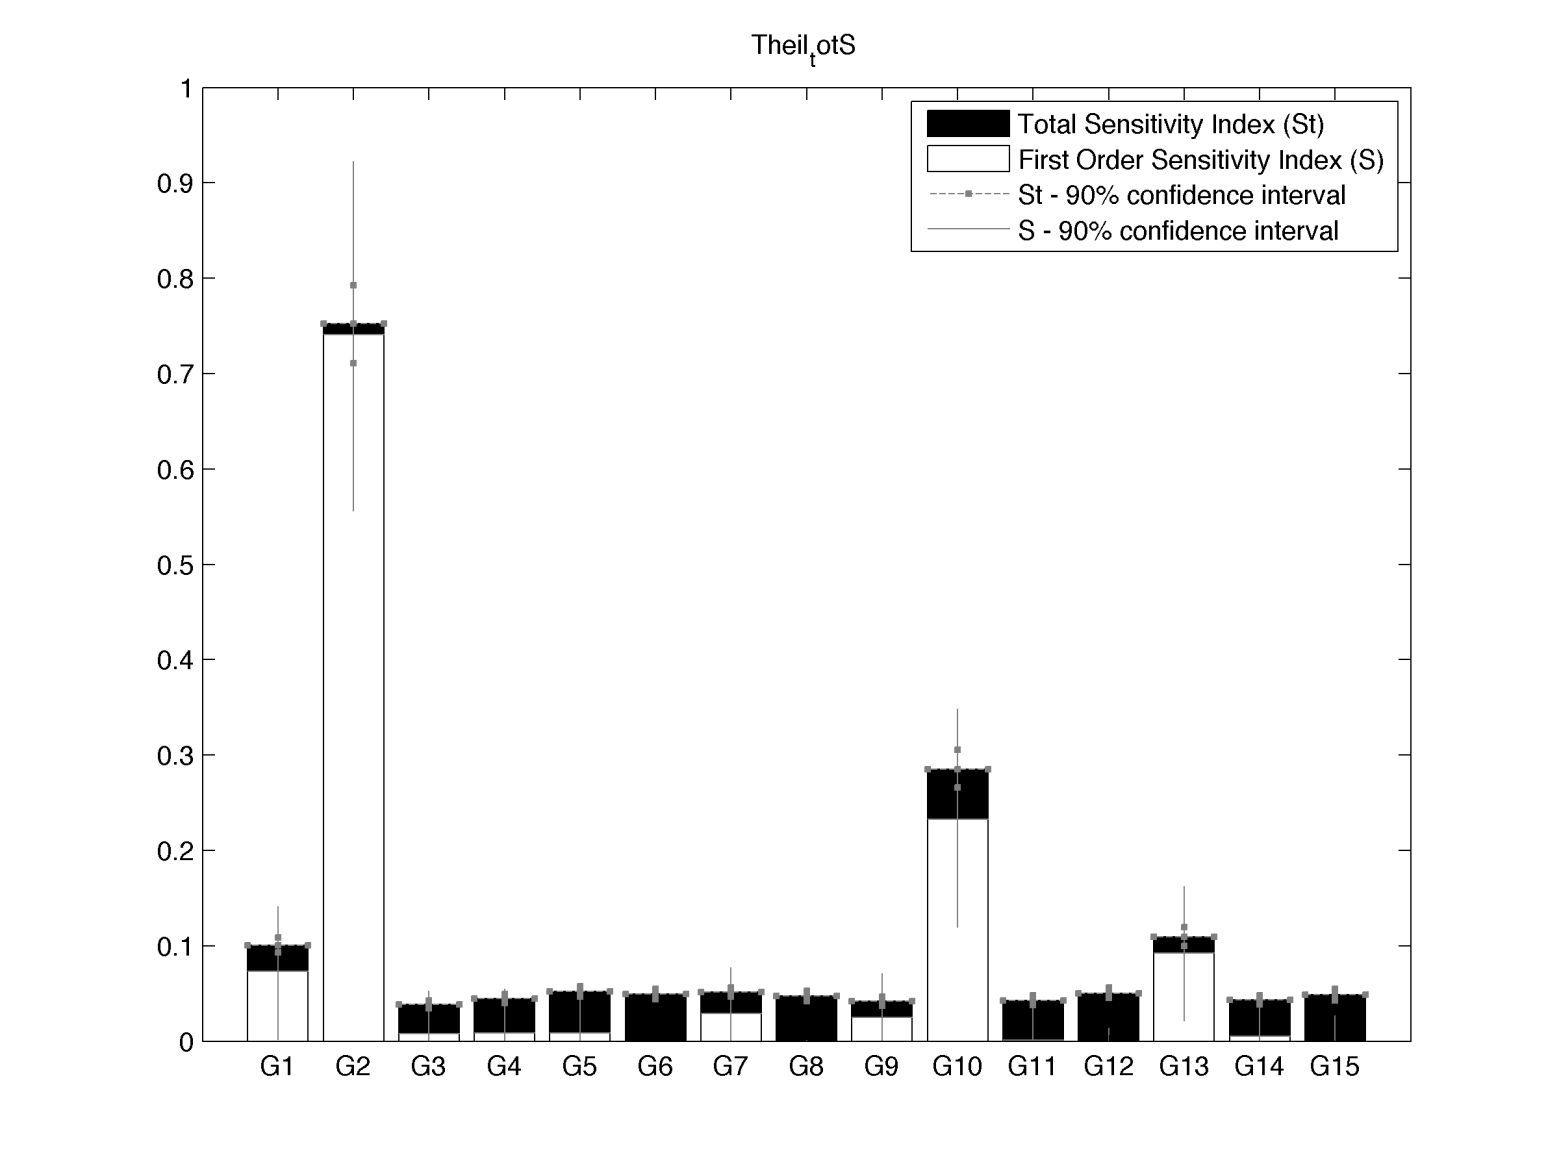 Theil_totS
1
Total Sensitivity Index (St)
First Order Sensitivity Index (S)
0.9
St - 90% confidence interval
S - 90% confidence interval
0.8
0.7
0.6
0.5
0.4
0.3
0.2
0.1
0
G1 G2 G3 G4 G5 G6 G7 G8 G9 G10 G11 G12 G13 G14 G15